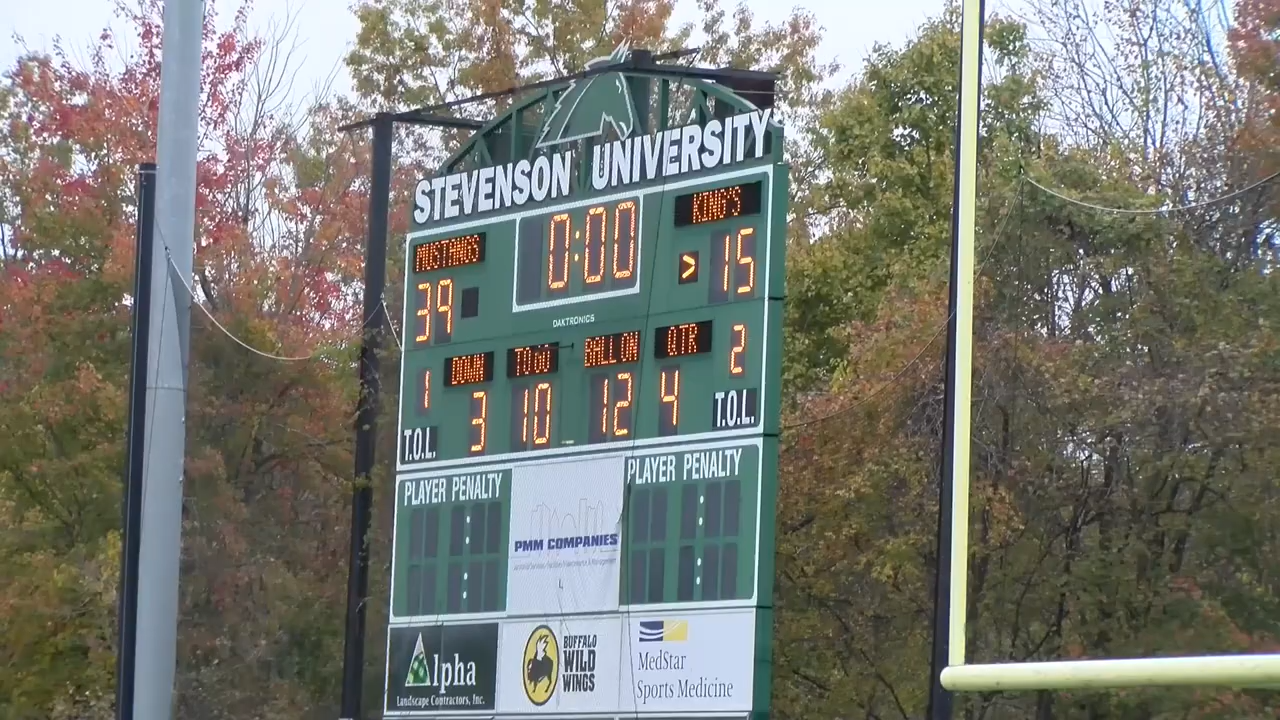 STEVENSON UNIVERSITY
MUSTANGS 0:00 KING'S
39 > 15
DAKTRONICS
DOWN TO GO BALL ON QTR 2
1 3 10 12 4
T.O.L. T.O.L.
PLAYER PENALTY PLAYER PENALTY
PMM COMPANIES
Alpha
Landscape Contractors, Inc.
BUFFALO
WILD
WINGS
MedStar
Sports Medicine